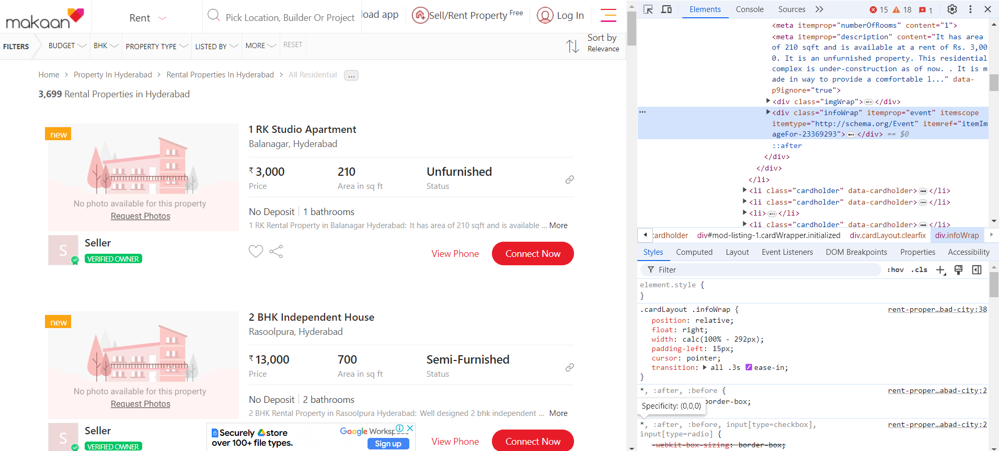 makaan
Rent
Pick Location, Builder Or Project
load app
Sell/Rent Property Free
Log In
FILTERS
BUDGET
BHK
PROPERTY TYPE
LISTED BY
MORE
RESET
Sort by
Relevance
Home > Property In Hyderabad > Rental Properties In Hyderabad > All Residential ...
3,699 Rental Properties in Hyderabad
new
No photo available for this property
Request Photos
S
Seller
VERIFIED OWNER
1 RK Studio Apartment
Balanagar, Hyderabad
₹ 3,000 210 Unfurnished
Price Area in sq ft Status
No Deposit | 1 bathrooms
1 RK Rental Property in Balanagar Hyderabad: It has area of 210 sqft and is available ... More
View Phone Connect Now
new
No photo available for this property
Request Photos
S
Seller
VERIFIED OWNER
2 BHK Independent House
Rasoolpura, Hyderabad
₹ 13,000 700 Semi-Furnished
Price Area in sq ft Status
No Deposit | 2 bathrooms
2 BHK Rental Property in Rasoolpura Hyderabad: Well designed 2 bhk independent ... More
Securely store
over 100+ file types.
Google
Sign up
View Phone Connect Now
Elements Console Sources 15 18 1
<meta itemprop="numberOfRooms" content="1">
<meta itemprop="description" content="It has area
of 210 sqft and is available at a rent of Rs. 3,00
0. It is an unfurnished property. This residential
complex is under-construction as of now. . It is m
ade in way to provide a comfortable l..." data-
p9ignore="true">
<div class="imgWrap">…</div>
<div class="infoWrap" itemprop="event" itemscope
itemtype="http://schema.org/Event" itemref="itemIm
ageFor-23369293">…</div> == $0
::after
</div>
</div>
</li>
<li class="cardholder" data-cardholder>…</li>
<li class="cardholder" data-cardholder>…</li>
<li>…</li>
<li class="cardholder" data-cardholder>…</li>
cardholder div#mod-listing-1.cardWrapper.initialized div.cardLayout.clearfix div.infoWrap
Styles Computed Layout Event Listeners DOM Breakpoints Properties Accessibility
Filter :hov .cls
element.style {
}
.cardLayout .infoWrap { rent-proper…bad-city:38
position: relative;
float: right;
width: calc(100% - 292px);
padding-left: 15px;
cursor: pointer;
transition: all .3s ease-in;
}
*, :after, :before { rent-proper…abad-city:2
border-box;
Specificity: (0,0,0)
*, :after, :before, input[type=checkbox], rent-proper…abad-city:2
input[type=radio] {
-webkit-box-sizing: border-box;